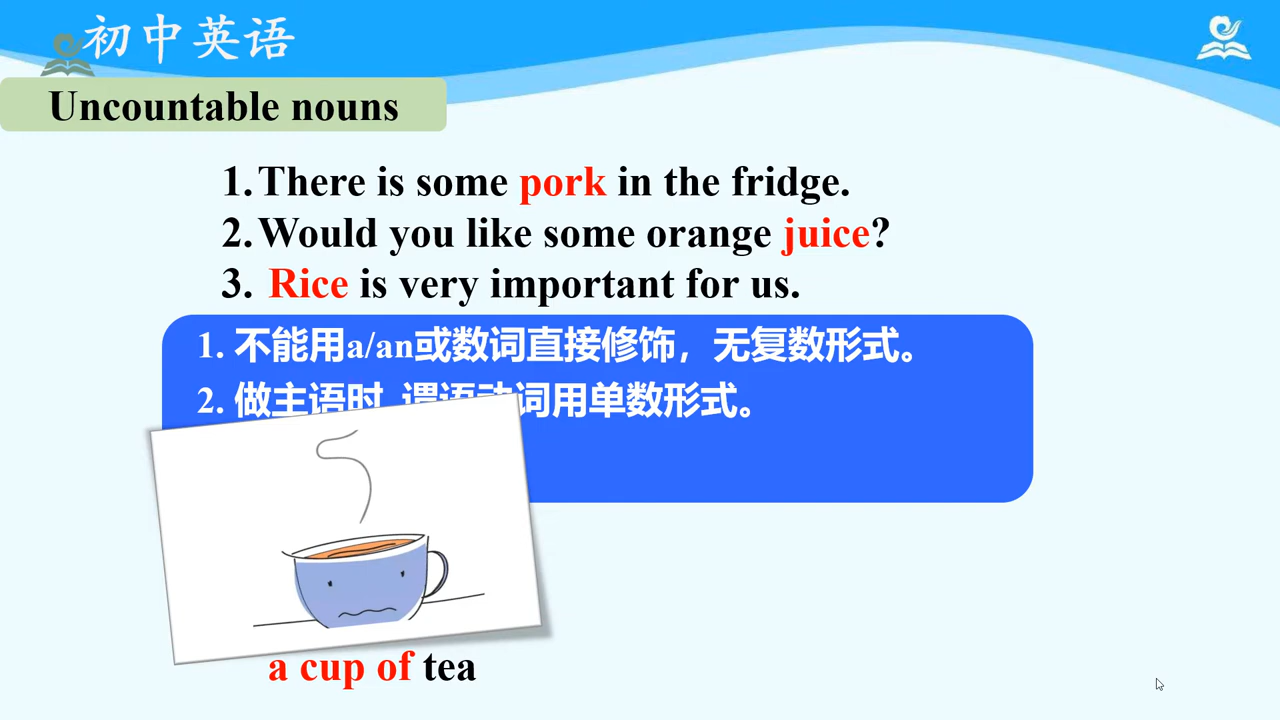 初中英语
Uncountable nouns
1. There is some pork in the fridge.
2. Would you like some orange juice?
3. Rice is very important for us.
1. 不能用a/an或数词直接修饰，无复数形式。
2. 做主语时 谓语动词用单数形式。
a cup of tea